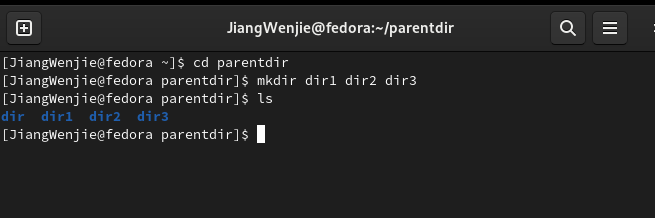 JiangWenjie@fedora:~/parentdir
[JiangWenjie@fedora ~]$ cd parentdir
[JiangWenjie@fedora parentdir]$ mkdir dir1 dir2 dir3
[JiangWenjie@fedora parentdir]$ ls
dir  dir1  dir2  dir3
[JiangWenjie@fedora parentdir]$